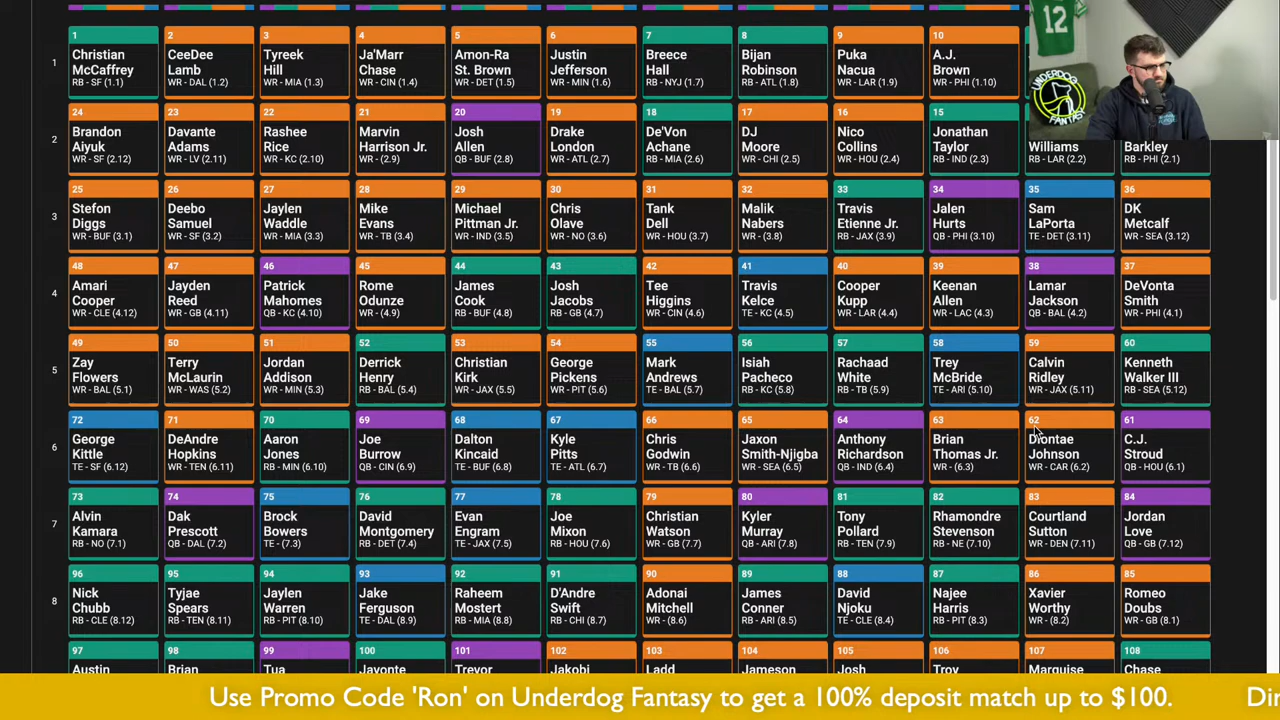 1 2 3 4 5 6 7 8 9 10
12
UNDERDOG FANTASY
1
Christian McCaffrey
RB - SF (1.1)
CeeDee Lamb
WR - DAL (1.2)
Tyreek Hill
WR - MIA (1.3)
Ja'Marr Chase
WR - CIN (1.4)
Amon-Ra St. Brown
WR - DET (1.5)
Justin Jefferson
WR - MIN (1.6)
Breece Hall
RB - NYJ (1.7)
Bijan Robinson
RB - ATL (1.8)
Puka Nacua
WR - LAR (1.9)
A.J. Brown
WR - PHI (1.10)
24 23 22 21 20 19 18 17 16 15
2
Brandon Aiyuk
WR - SF (2.12)
Davante Adams
WR - LV (2.11)
Rashee Rice
WR - KC (2.10)
Marvin Harrison Jr.
WR - (2.9)
Josh Allen
QB - BUF (2.8)
Drake London
WR - ATL (2.7)
De'Von Achane
RB - MIA (2.6)
DJ Moore
WR - CHI (2.5)
Nico Collins
WR - HOU (2.4)
Jonathan Taylor
RB - IND (2.3)
Williams
RB - LAR (2.2)
Barkley
RB - PHI (2.1)
25 26 27 28 29 30 31 32 33 34 35 36
3
Stefon Diggs
WR - BUF (3.1)
Deebo Samuel
WR - SF (3.2)
Jaylen Waddle
WR - MIA (3.3)
Mike Evans
WR - TB (3.4)
Michael Pittman Jr.
WR - IND (3.5)
Chris Olave
WR - NO (3.6)
Tank Dell
WR - HOU (3.7)
Malik Nabers
WR - (3.8)
Travis Etienne Jr.
RB - JAX (3.9)
Jalen Hurts
QB - PHI (3.10)
Sam LaPorta
TE - DET (3.11)
DK Metcalf
WR - SEA (3.12)
48 47 46 45 44 43 42 41 40 39 38 37
4
Amari Cooper
WR - CLE (4.12)
Jayden Reed
WR - GB (4.11)
Patrick Mahomes
QB - KC (4.10)
Rome Odunze
WR - (4.9)
James Cook
RB - BUF (4.8)
Josh Jacobs
RB - GB (4.7)
Tee Higgins
WR - CIN (4.6)
Travis Kelce
TE - KC (4.5)
Cooper Kupp
WR - LAR (4.4)
Keenan Allen
WR - LAC (4.3)
Lamar Jackson
QB - BAL (4.2)
DeVonta Smith
WR - PHI (4.1)
49 50 51 52 53 54 55 56 57 58 59 60
5
Zay Flowers
WR - BAL (5.1)
Terry McLaurin
WR - WAS (5.2)
Jordan Addison
WR - MIN (5.3)
Derrick Henry
RB - BAL (5.4)
Christian Kirk
WR - JAX (5.5)
George Pickens
WR - PIT (5.6)
Mark Andrews
TE - BAL (5.7)
Isiah Pacheco
RB - KC (5.8)
Rachaad White
RB - TB (5.9)
Trey McBride
TE - ARI (5.10)
Calvin Ridley
WR - JAX (5.11)
Kenneth Walker III
RB - SEA (5.12)
72 71 70 69 68 67 66 65 64 63 62 61
6
George Kittle
TE - SF (6.12)
DeAndre Hopkins
WR - TEN (6.11)
Aaron Jones
RB - MIN (6.10)
Joe Burrow
QB - CIN (6.9)
Dalton Kincaid
TE - BUF (6.8)
Kyle Pitts
TE - ATL (6.7)
Chris Godwin
WR - TB (6.6)
Jaxon Smith-Njigba
WR - SEA (6.5)
Anthony Richardson
QB - IND (6.4)
Brian Thomas Jr.
WR - (6.3)
Diontae Johnson
WR - CAR (6.2)
C.J. Stroud
QB - HOU (6.1)
73 74 75 76 77 78 79 80 81 82 83 84
7
Alvin Kamara
RB - NO (7.1)
Dak Prescott
QB - DAL (7.2)
Brock Bowers
TE - (7.3)
David Montgomery
RB - DET (7.4)
Evan Engram
TE - JAX (7.5)
Joe Mixon
RB - HOU (7.6)
Christian Watson
WR - GB (7.7)
Kyler Murray
QB - ARI (7.8)
Tony Pollard
RB - TEN (7.9)
Rhamondre Stevenson
RB - NE (7.10)
Courtland Sutton
WR - DEN (7.11)
Jordan Love
QB - GB (7.12)
96 95 94 93 92 91 90 89 88 87 86 85
8
Nick Chubb
RB - CLE (8.12)
Tyjae Spears
RB - TEN (8.11)
Jaylen Warren
RB - PIT (8.10)
Jake Ferguson
TE - DAL (8.9)
Raheem Mostert
RB - MIA (8.8)
D'Andre Swift
RB - CHI (8.7)
Adonai Mitchell
WR - (8.6)
James Conner
RB - ARI (8.5)
David Njoku
TE - CLE (8.4)
Najee Harris
RB - PIT (8.3)
Xavier Worthy
WR - (8.2)
Romeo Doubs
WR - GB (8.1)
97 98 99 100 101 102 103 104 105 106 107 108
Austin Brian Tua Javonte Trevor Jakobi Ladd Jameson Josh Troy Marquise Chase
Use Promo Code 'Ron' on Underdog Fantasy to get a 100% deposit match up to $100. Dir